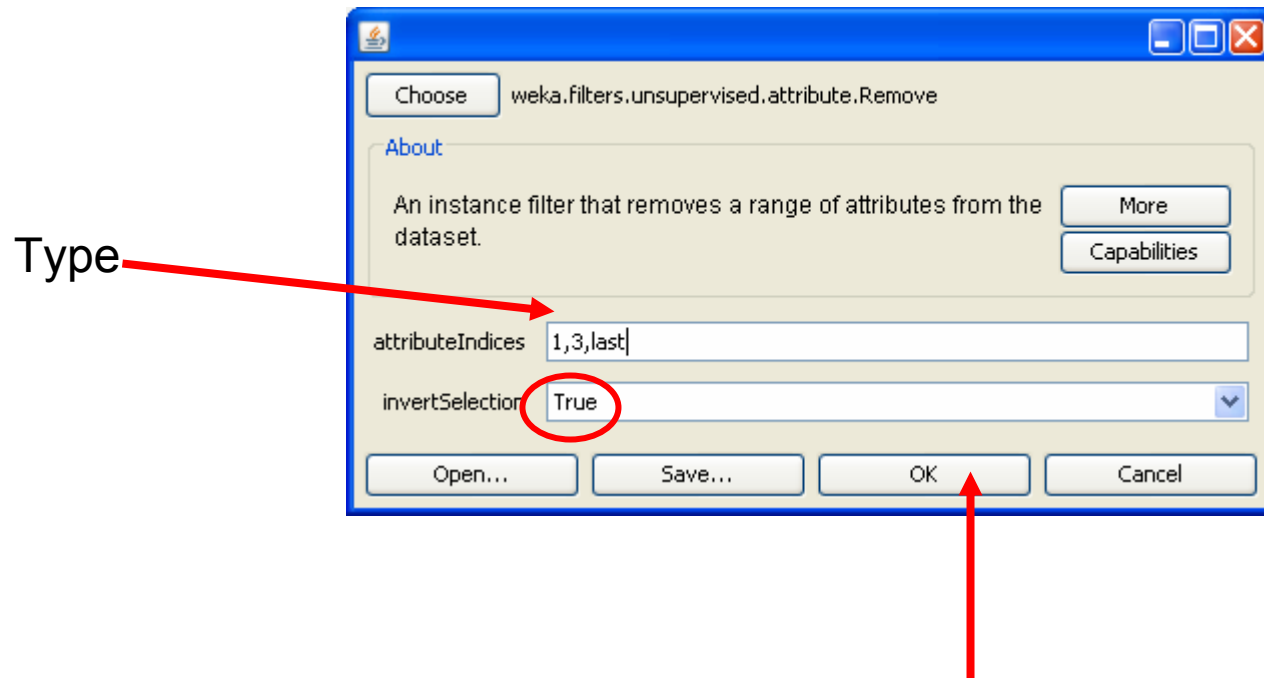 Choose weka.filters.unsupervised.attribute.Remove
About
An instance filter that removes a range of attributes from the
dataset.
More
Capabilities
Type
attributeIndices 1,3,last
invertSelection True
Open... Save... OK Cancel